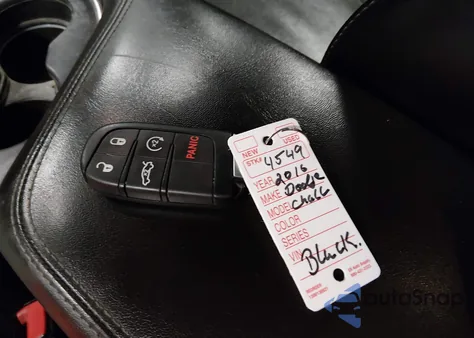 PANIC
NEW USED
STK# 4549
YEAR 2016
MAKE Dodge
MODEL Chall
COLOR
SERIES
VIN
Black.
autoSnap